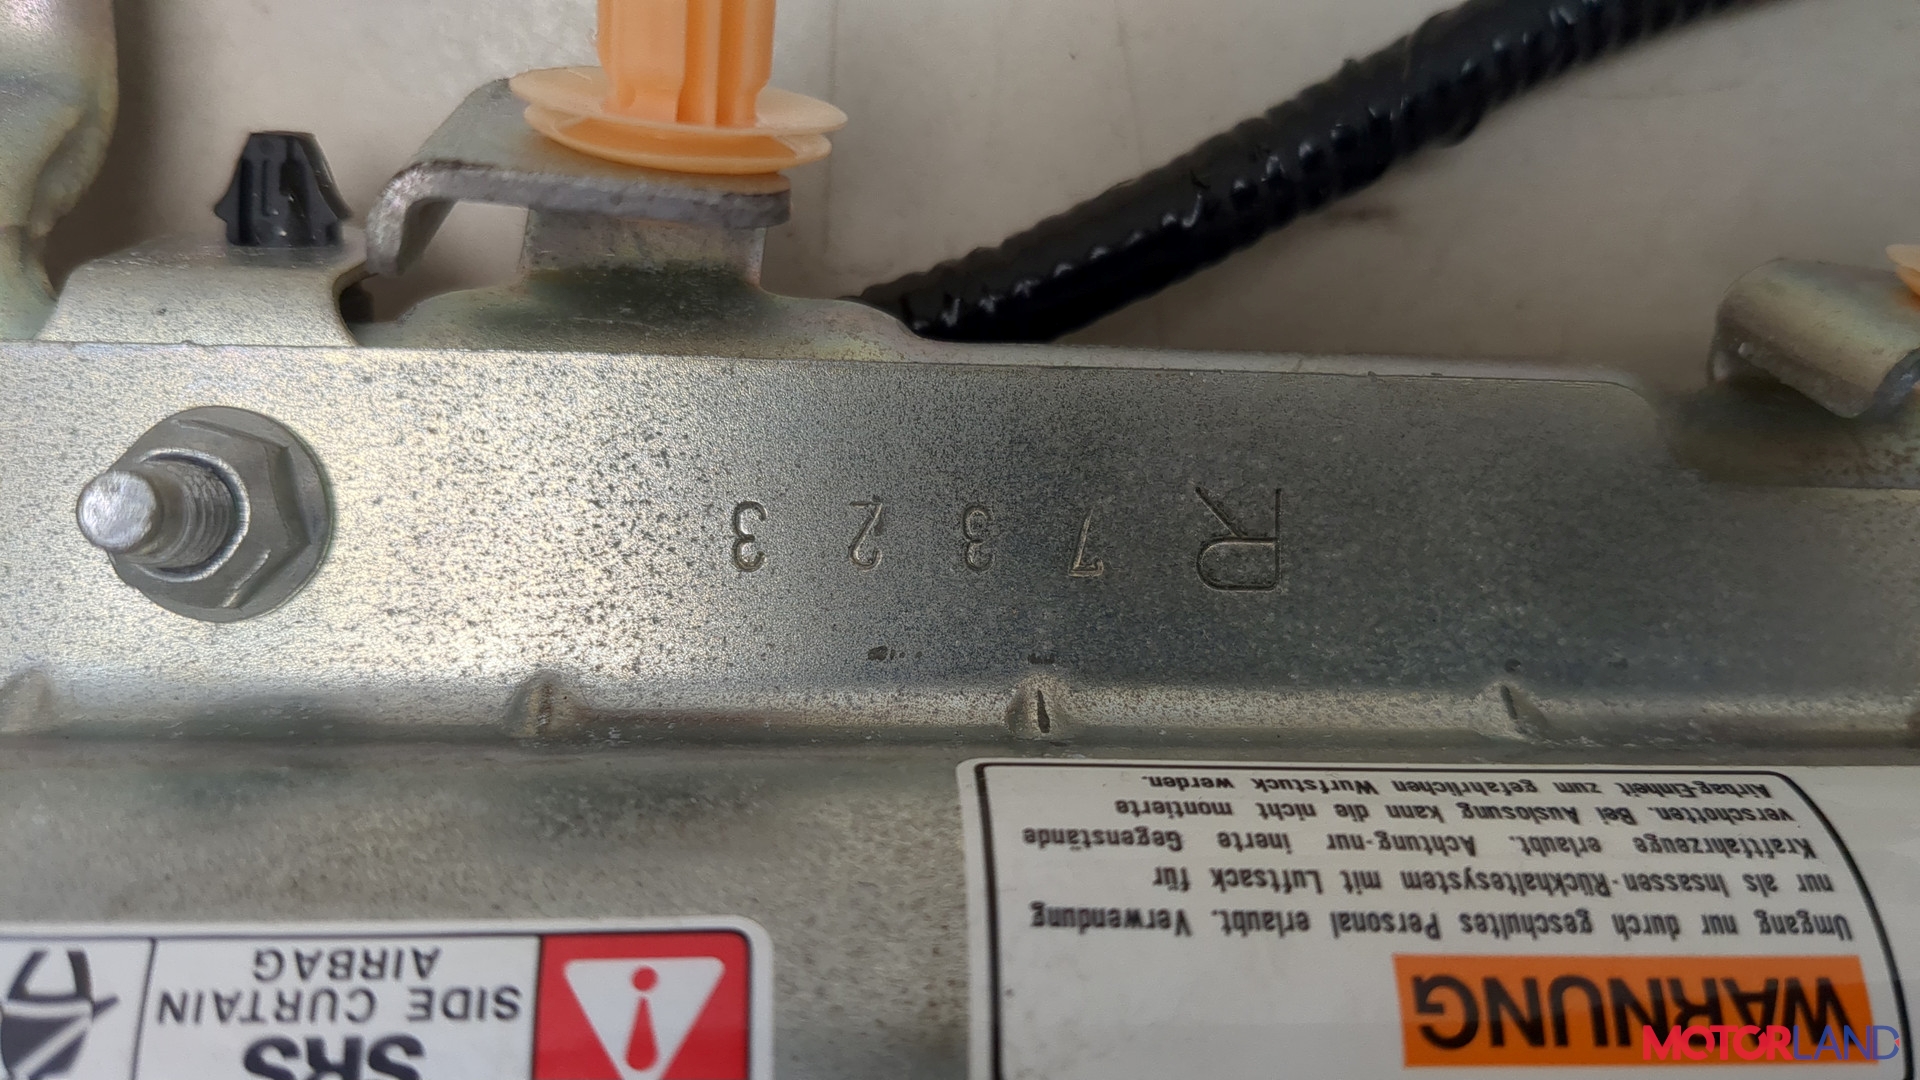 R 7 3 2 3
WARNUNG
Umgang nur durch geschultes Personal erlaubt. Verwendung
nur als Insassen-Rückhaltesystem mit Luftsack für
Kraftfahrzeuge erlaubt. Achtung-nur inerte Gegenstände
verschotten. Bei Auslosung kann die nicht montierte
Airbag-Einheit zum gefahrlichen Wurfstuck werden.
SRS
SIDE CURTAIN
AIRBAG
MOTORLAND